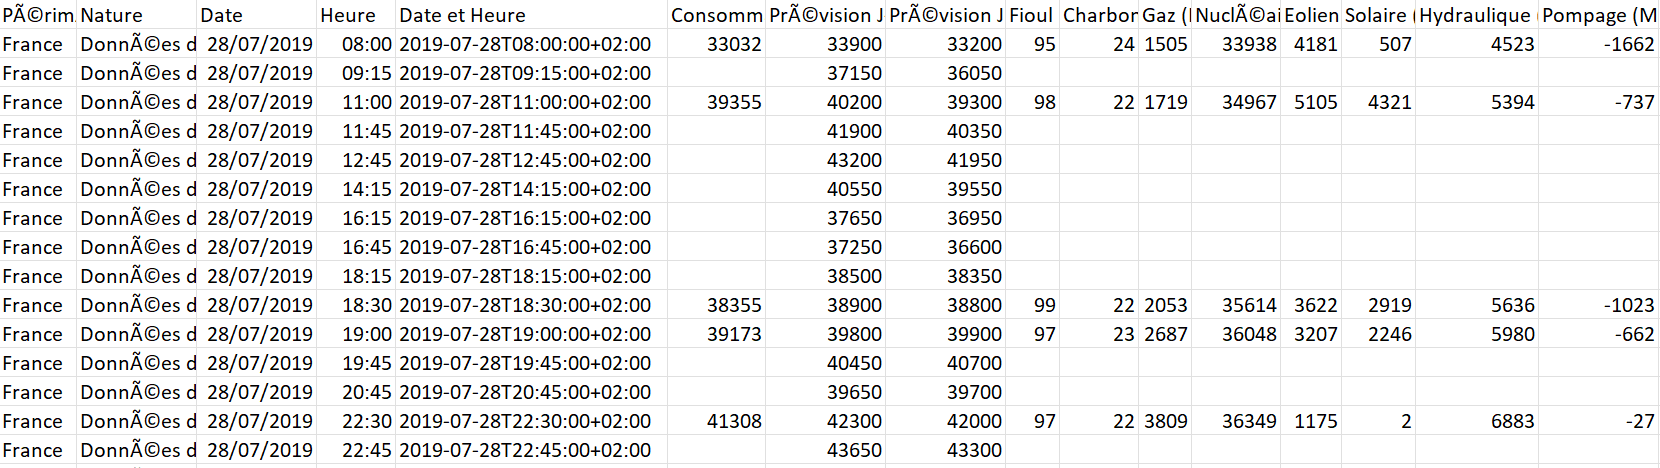 PÃ©rim Nature Date Heure Date et Heure Consomm PrÃ©vision J PrÃ©vision J Fioul Charbon Gaz ( NuclÃ©ai Eolien Solaire ( Hydraulique ( Pompage (M
France DonnÃ©es d 28/07/2019 08:00 2019-07-28T08:00:00+02:00 33032 33900 33200 95 24 1505 33938 4181 507 4523 -1662
France DonnÃ©es d 28/07/2019 09:15 2019-07-28T09:15:00+02:00 37150 36050
France DonnÃ©es d 28/07/2019 11:00 2019-07-28T11:00:00+02:00 39355 40200 39300 98 22 1719 34967 5105 4321 5394 -737
France DonnÃ©es d 28/07/2019 11:45 2019-07-28T11:45:00+02:00 41900 40350
France DonnÃ©es d 28/07/2019 12:45 2019-07-28T12:45:00+02:00 43200 41950
France DonnÃ©es d 28/07/2019 14:15 2019-07-28T14:15:00+02:00 40550 39550
France DonnÃ©es d 28/07/2019 16:15 2019-07-28T16:15:00+02:00 37650 36950
France DonnÃ©es d 28/07/2019 16:45 2019-07-28T16:45:00+02:00 37250 36600
France DonnÃ©es d 28/07/2019 18:15 2019-07-28T18:15:00+02:00 38500 38350
France DonnÃ©es d 28/07/2019 18:30 2019-07-28T18:30:00+02:00 38355 38900 38800 99 22 2053 35614 3622 2919 5636 -1023
France DonnÃ©es d 28/07/2019 19:00 2019-07-28T19:00:00+02:00 39173 39800 39900 97 23 2687 36048 3207 2246 5980 -662
France DonnÃ©es d 28/07/2019 19:45 2019-07-28T19:45:00+02:00 40450 40700
France DonnÃ©es d 28/07/2019 20:45 2019-07-28T20:45:00+02:00 39650 39700
France DonnÃ©es d 28/07/2019 22:30 2019-07-28T22:30:00+02:00 41308 42300 42000 97 22 3809 36349 1175 2 6883 -27
France DonnÃ©es d 28/07/2019 22:45 2019-07-28T22:45:00+02:00 43650 43300